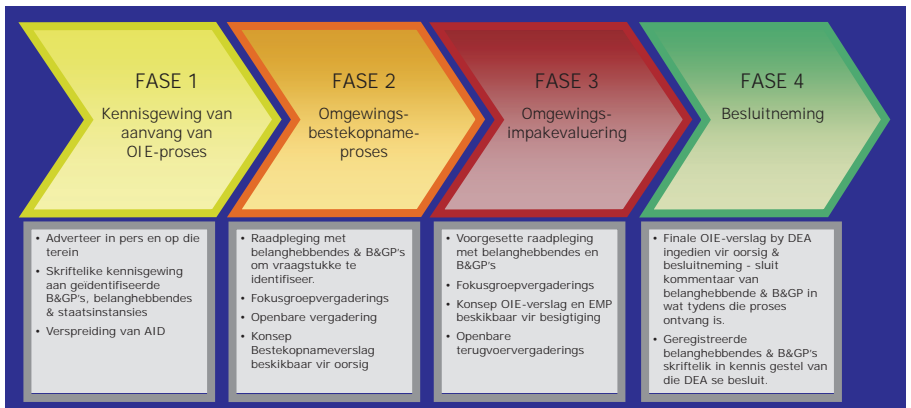 FASE 1
Kennisgewing van
aanvang van
OIE-proses
FASE 2
Omgewings-
bestekopname-
proses
FASE 3
Omgewings-
impakevaluering
FASE 4
Besluitneming
• Adverteer in pers en op die
terein
• Skriftelike kennisgewing
aan geïdentifiseerde
B&GP's, belanghebbendes
& staatsinstansies
• Verspreiding van AID
• Raadpleging met
belanghebbendes & B&GP's
om vraagstukke te
identifiseer.
• Fokusgroepvergaderings
• Openbare vergadering
• Konsep
Bestekopnameverslag
beskikbaar vir oorsig
• Voorgesette raadpleging
met belanghebbendes en
B&GP's
• Fokusgroepvergaderings
• Konsep OIE-verslag en EMP
beskikbaar vir besigtiging
• Openbare
terugvoervergaderings
• Finale OIE-verslag by DEA
ingedien vir oorsig &
besluitneming - sluit
kommentaar van
belanghebbende & B&GP in
wat tydens die proses
ontvang is.
• Geregistreerde
belanghebbendes & B&GP's
skriftelik in kennis gestel van
die DEA se besluit.